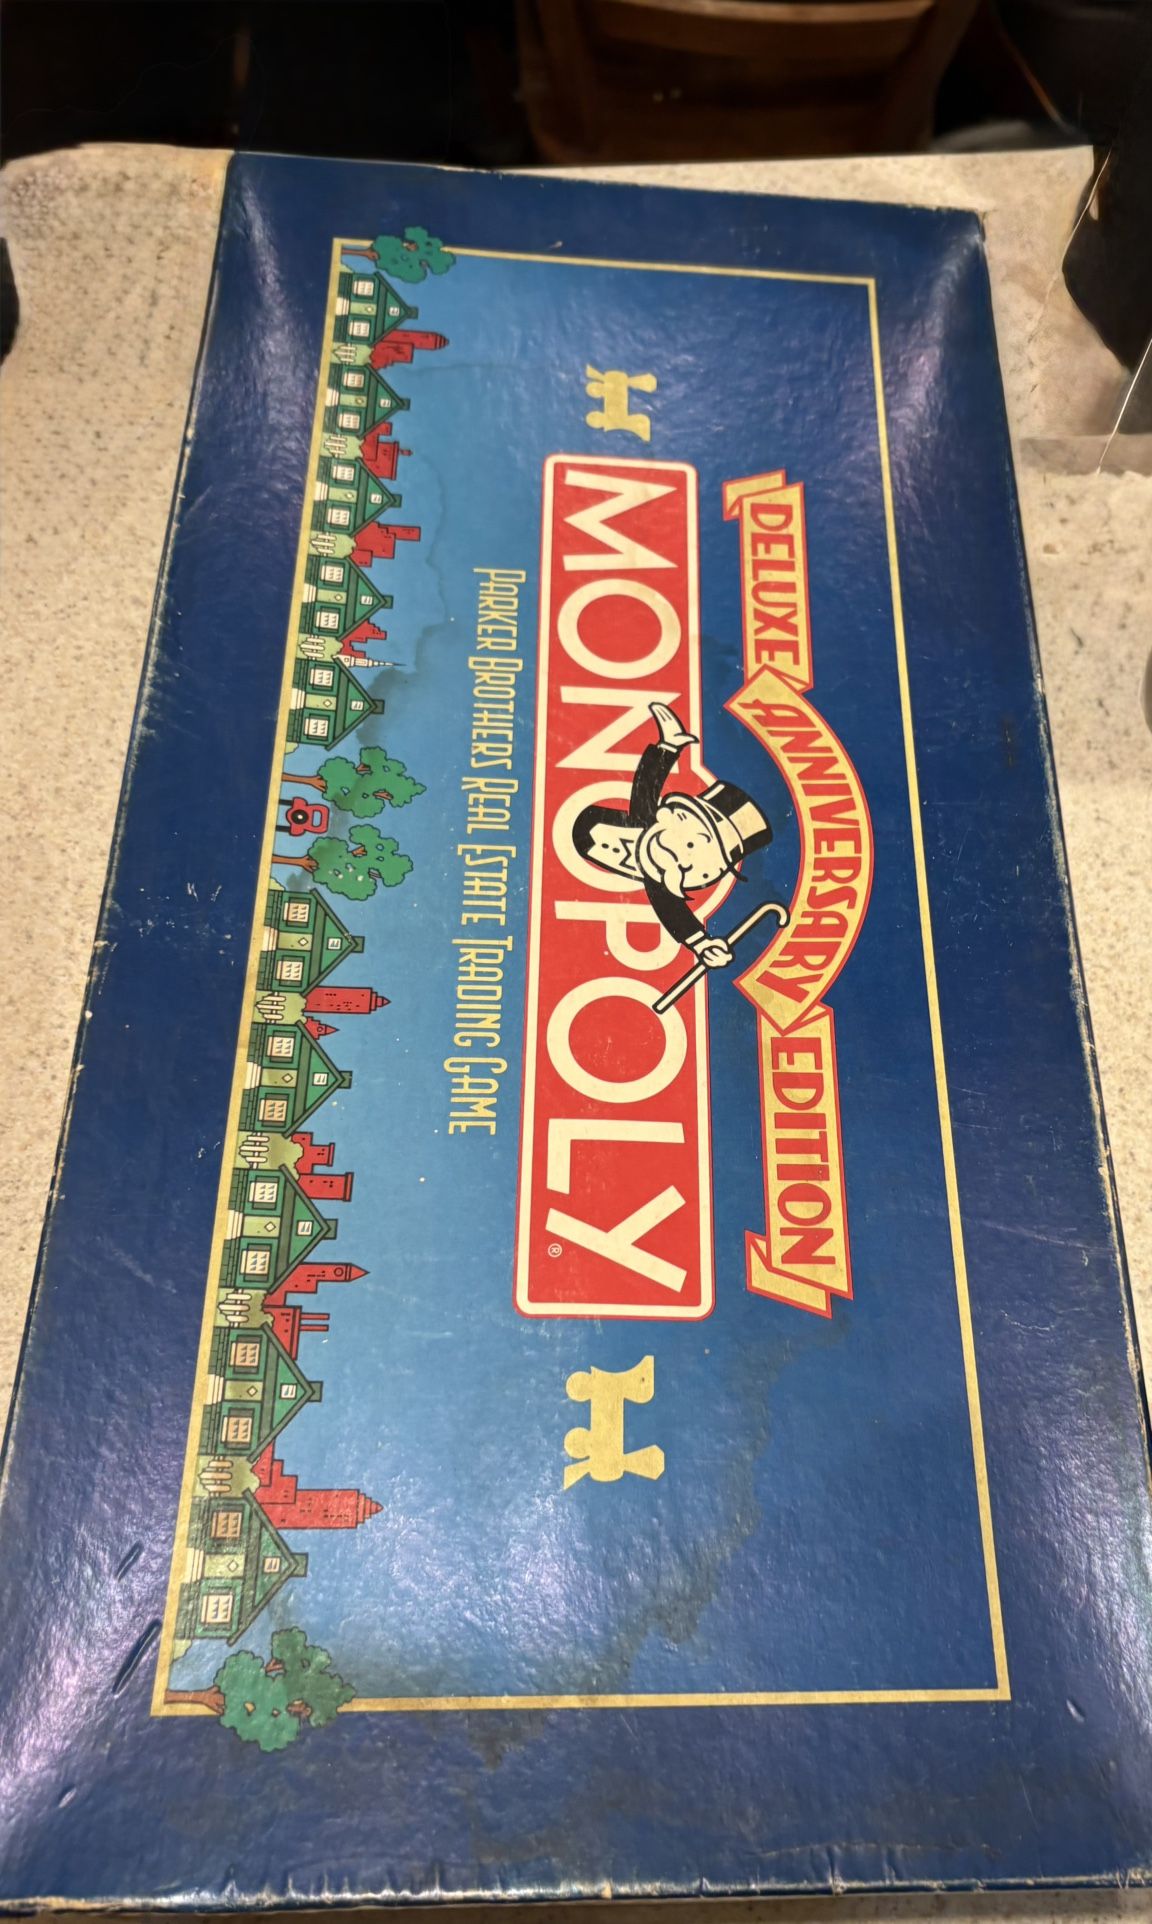 DELUXE ANNIVERSARY EDITION
MONOPOLY®
PARKER BROTHERS REAL ESTATE TRADING GAME